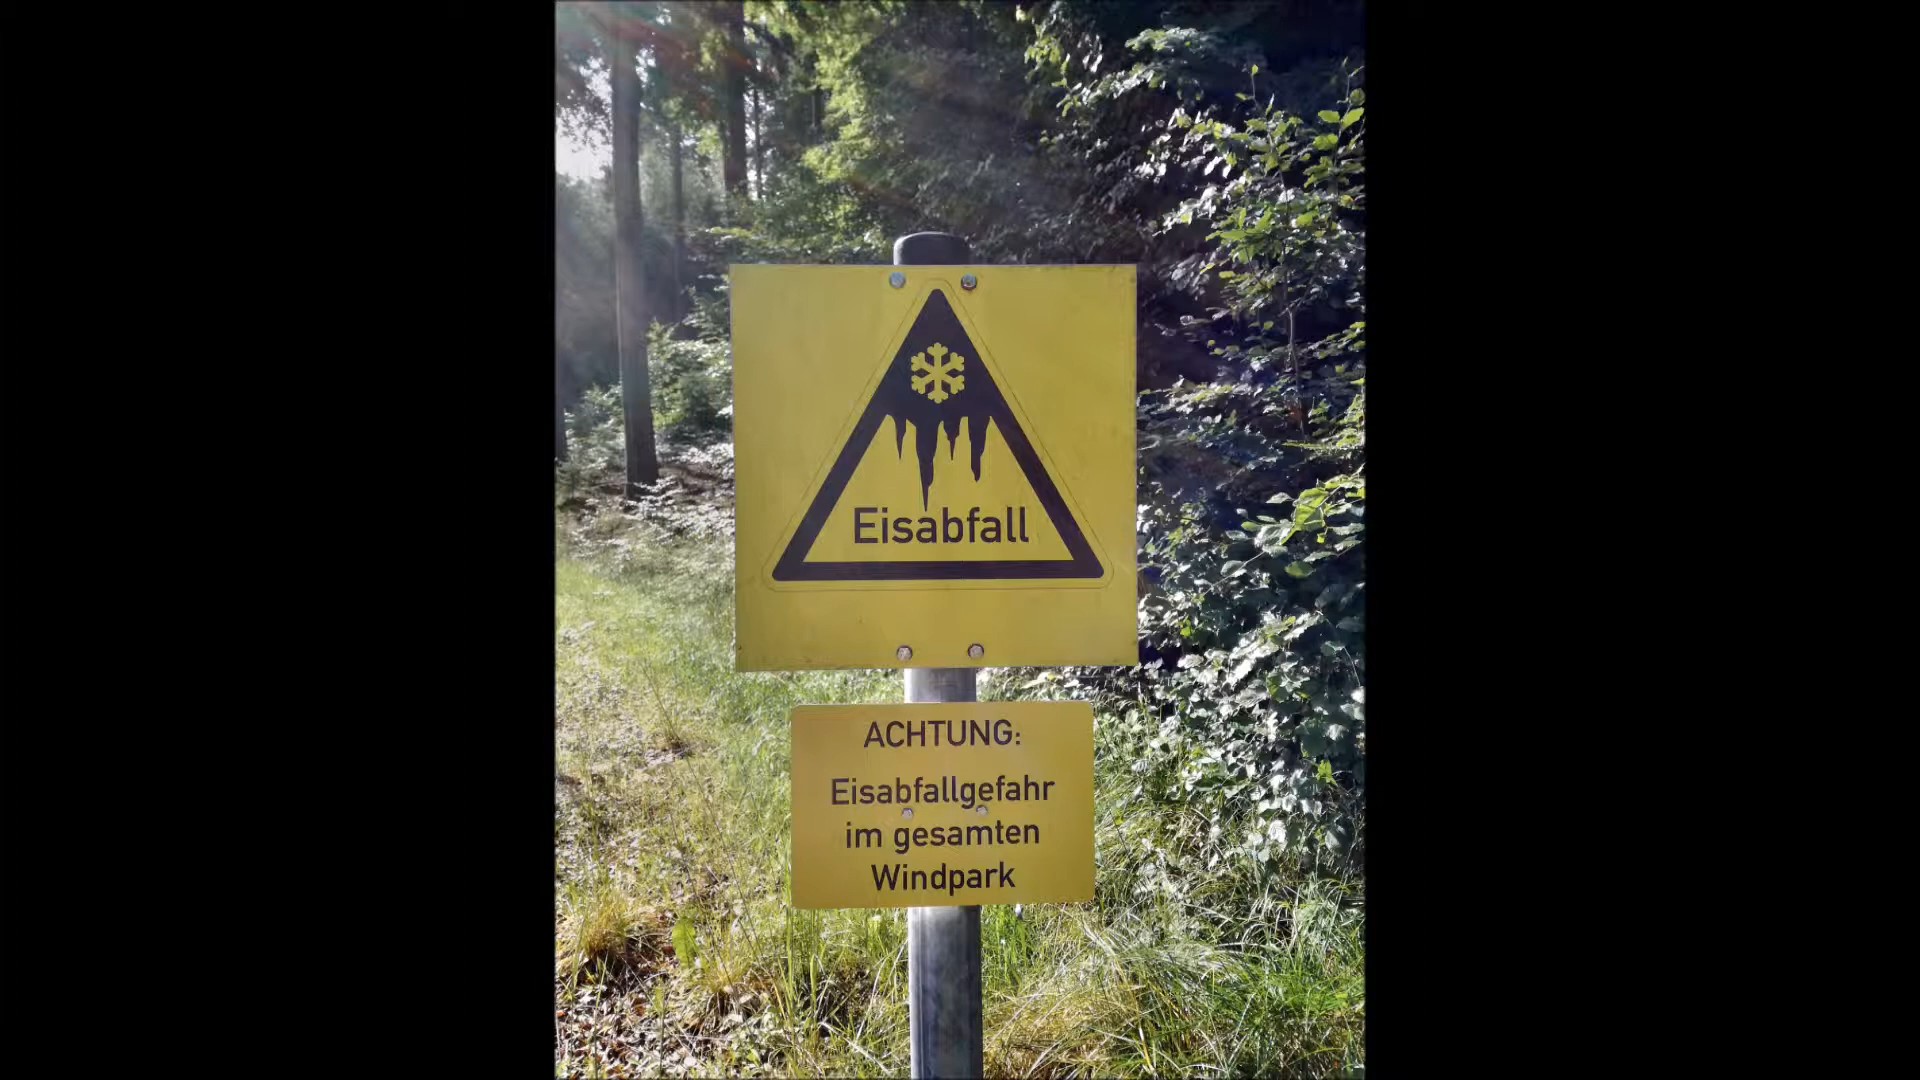 Eisabfall
ACHTUNG:
Eisabfallgefahr
im gesamten
Windpark